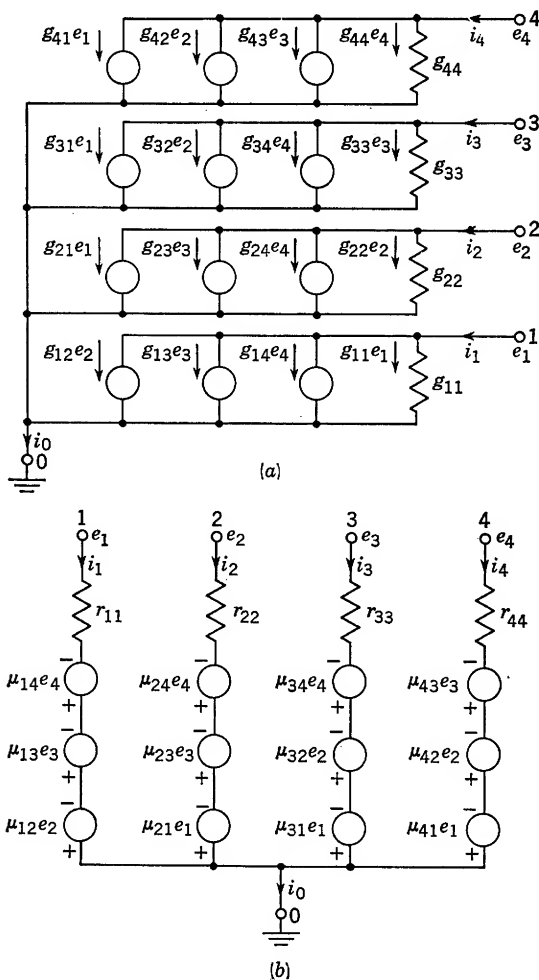 g41e1 g42e2 g43e3 g44e4 i4 4 e4
g44
g31e1 g32e2 g34e4 g33e3 i3 3 e3
g33
g21e1 g23e3 g24e4 g22e2 i2 2 e2
g22
g12e2 g13e3 g14e4 g11e1 i1 1 e1
g11
i0
0
(a)
1 2 3 4
e1 e2 e3 e4
i1 i2 i3 i4
r11 r22 r33 r44
− − − −
μ14e4 μ24e4 μ34e4 μ43e3
+ − + − + − + −
μ13e3 μ23e3 μ32e2 μ42e2
+ − + − + − + −
μ12e2 μ21e1 μ31e1 μ41e1
+ + + +
i0
0
(b)